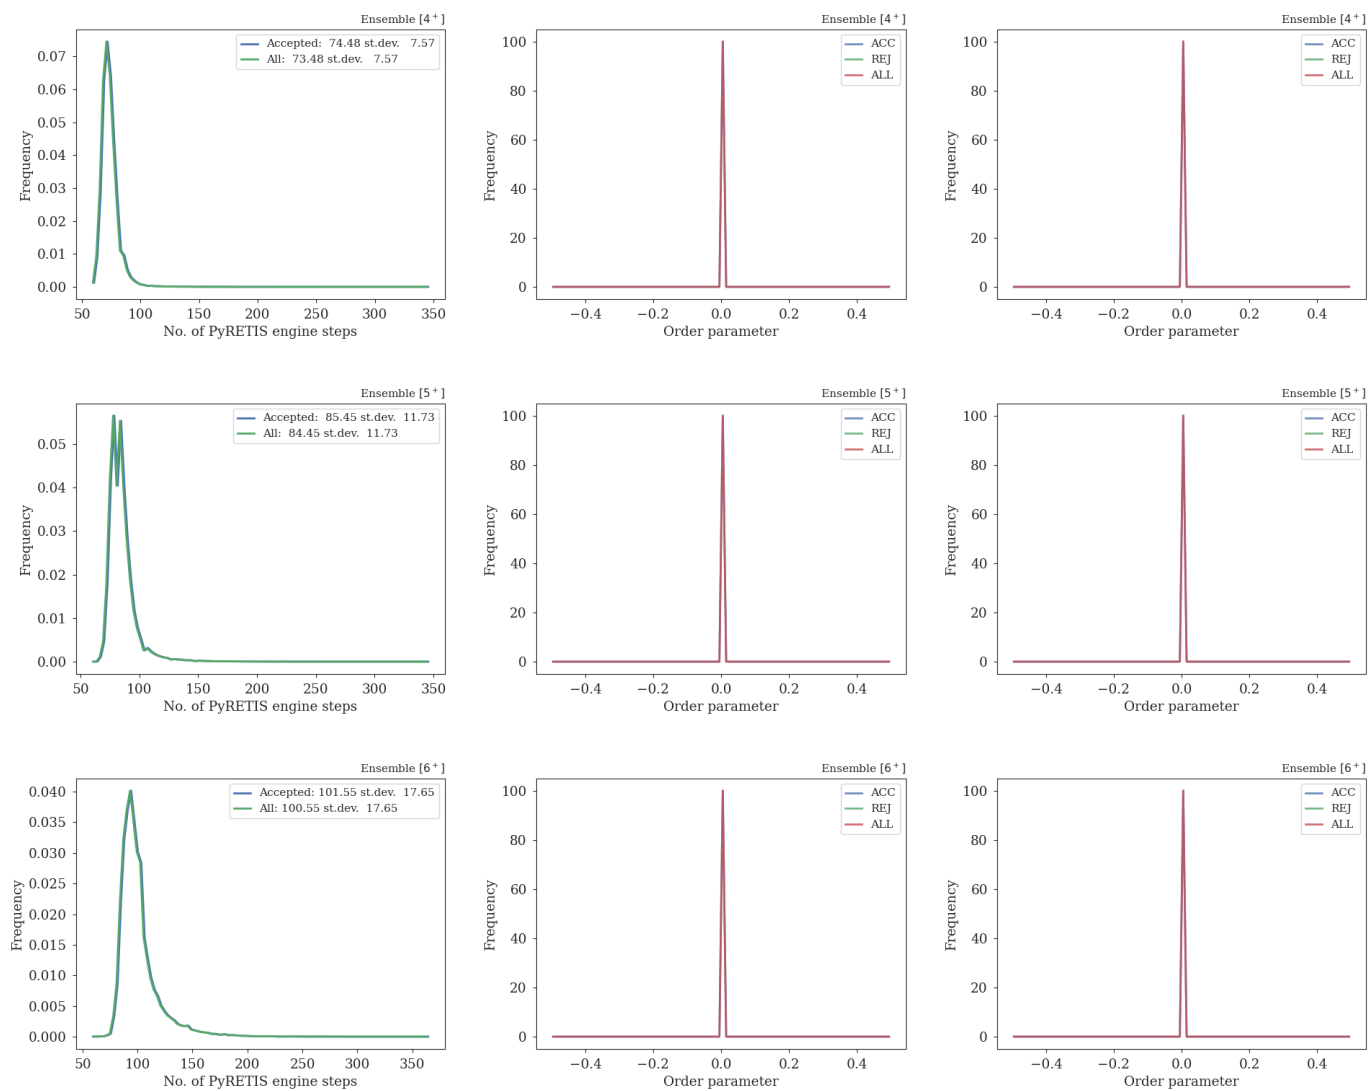 Ensemble [4⁺]
Accepted: 74.48 st.dev. 7.57
All: 73.48 st.dev. 7.57
Frequency
0.07
0.06
0.05
0.04
0.03
0.02
0.01
0.00
50 100 150 200 250 300 350
No. of PyRETIS engine steps
Ensemble [4⁺]
ACC
REJ
ALL
Frequency
100
80
60
40
20
0
−0.4 −0.2 0.0 0.2 0.4
Order parameter
Ensemble [4⁺]
ACC
REJ
ALL
Frequency
100
80
60
40
20
0
−0.4 −0.2 0.0 0.2 0.4
Order parameter
Ensemble [5⁺]
Accepted: 85.45 st.dev. 11.73
All: 84.45 st.dev. 11.73
Frequency
0.05
0.04
0.03
0.02
0.01
0.00
50 100 150 200 250 300 350
No. of PyRETIS engine steps
Ensemble [5⁺]
ACC
REJ
ALL
Frequency
100
80
60
40
20
0
−0.4 −0.2 0.0 0.2 0.4
Order parameter
Ensemble [5⁺]
ACC
REJ
ALL
Frequency
100
80
60
40
20
0
−0.4 −0.2 0.0 0.2 0.4
Order parameter
Ensemble [6⁺]
Accepted: 101.55 st.dev. 17.65
All: 100.55 st.dev. 17.65
Frequency
0.040
0.035
0.030
0.025
0.020
0.015
0.010
0.005
0.000
50 100 150 200 250 300 350
No. of PyRETIS engine steps
Ensemble [6⁺]
ACC
REJ
ALL
Frequency
100
80
60
40
20
0
−0.4 −0.2 0.0 0.2 0.4
Order parameter
Ensemble [6⁺]
ACC
REJ
ALL
Frequency
100
80
60
40
20
0
−0.4 −0.2 0.0 0.2 0.4
Order parameter